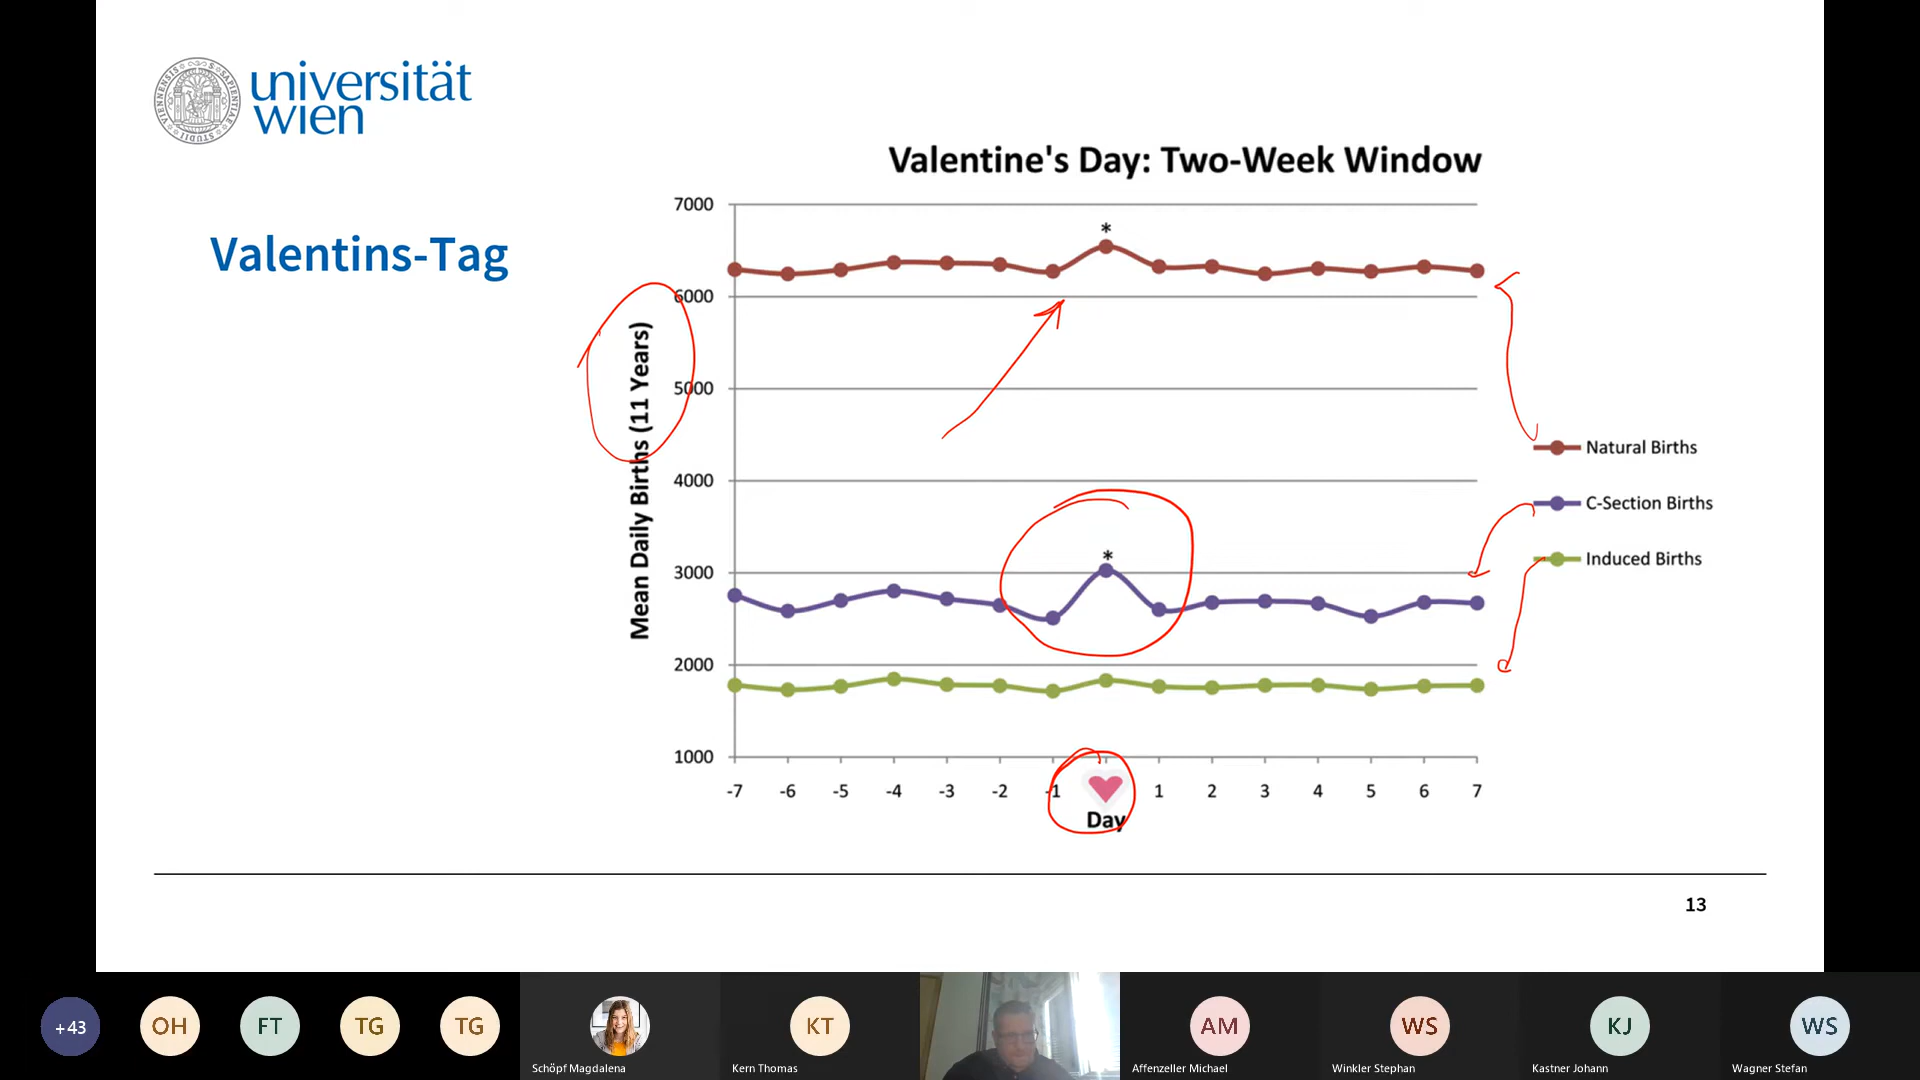 universität
wien
VIENNENSIS
STUDII
Valentins-Tag
Valentine's Day: Two-Week Window
7000
6000
5000
4000
3000
2000
1000
Mean Daily Births (11 Years)
*
*
-7 -6 -5 -4 -3 -2 -1 1 2 3 4 5 6 7
Day
Natural Births
C-Section Births
Induced Births
13
+43
OH
FT
TG
TG
Schöpf Magdalena
KT
Kern Thomas
AM
Affenzeller Michael
WS
Winkler Stephan
KJ
Kastner Johann
WS
Wagner Stefan